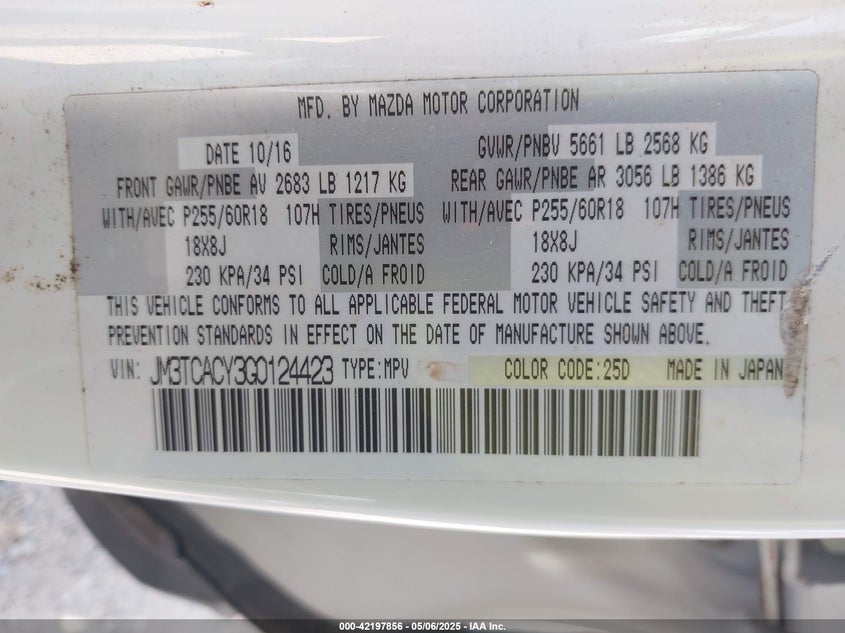 MFD. BY MAZDA MOTOR CORPORATION
DATE 10/16 GVWR/PNBV 5661 LB 2568 KG
FRONT GAWR/PNBE AV 2683 LB 1217 KG REAR GAWR/PNBE AR 3056 LB 1386 KG
WITH/AVEC P255/60R18 107H TIRES/PNEUS WITH/AVEC P255/60R18 107H TIRES/PNEUS
18X8J RIMS/JANTES 18X8J RIMS/JANTES
230 KPA/34 PSI COLD/A FROID 230 KPA/34 PSI COLD/A FROID
THIS VEHICLE CONFORMS TO ALL APPLICABLE FEDERAL MOTOR VEHICLE SAFETY AND THEFT
PREVENTION STANDARDS IN EFFECT ON THE DATE OF MANUFACTURE SHOWN ABOVE.
VIN: JM3TCACY3G0124423 TYPE:MPV COLOR CODE:25D MADE IN JAPAN
000-42197856 - 05/06/2025 - IAA Inc.